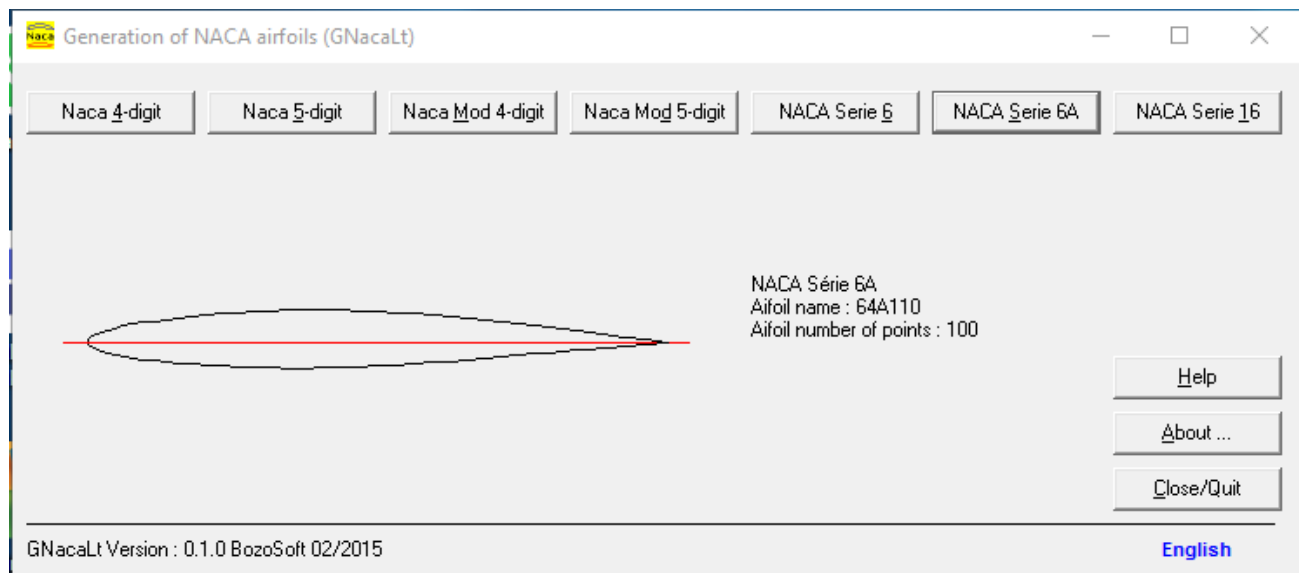 Naca Generation of NACA airfoils (GNacaLt)
Naca 4-digit Naca 5-digit Naca Mod 4-digit Naca Mod 5-digit NACA Serie 6 NACA Serie 6A NACA Serie 16
NACA Série 6A
Aifoil name : 64A110
Aifoil number of points : 100
Help
About ...
Close/Quit
GNacaLt Version : 0.1.0 BozoSoft 02/2015 English